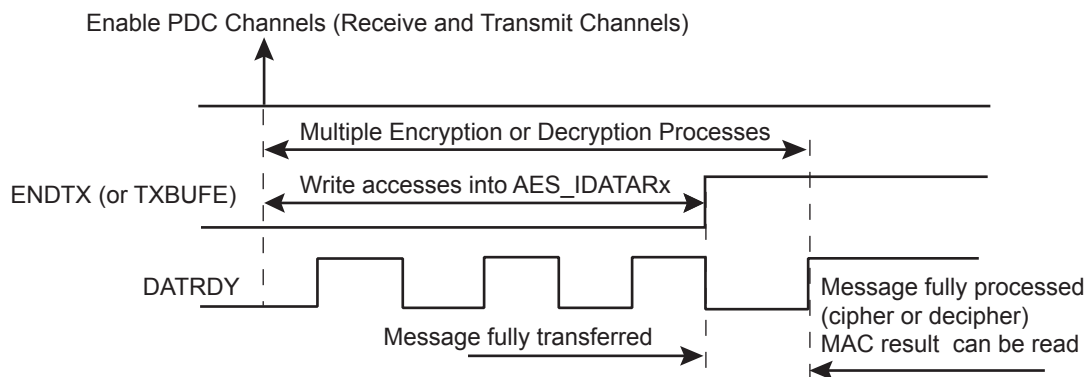 Enable PDC Channels (Receive and Transmit Channels)
Multiple Encryption or Decryption Processes
ENDTX (or TXBUFE)
Write accesses into AES_IDATARx
DATRDY
Message fully transferred
Message fully processed
(cipher or decipher)
MAC result can be read